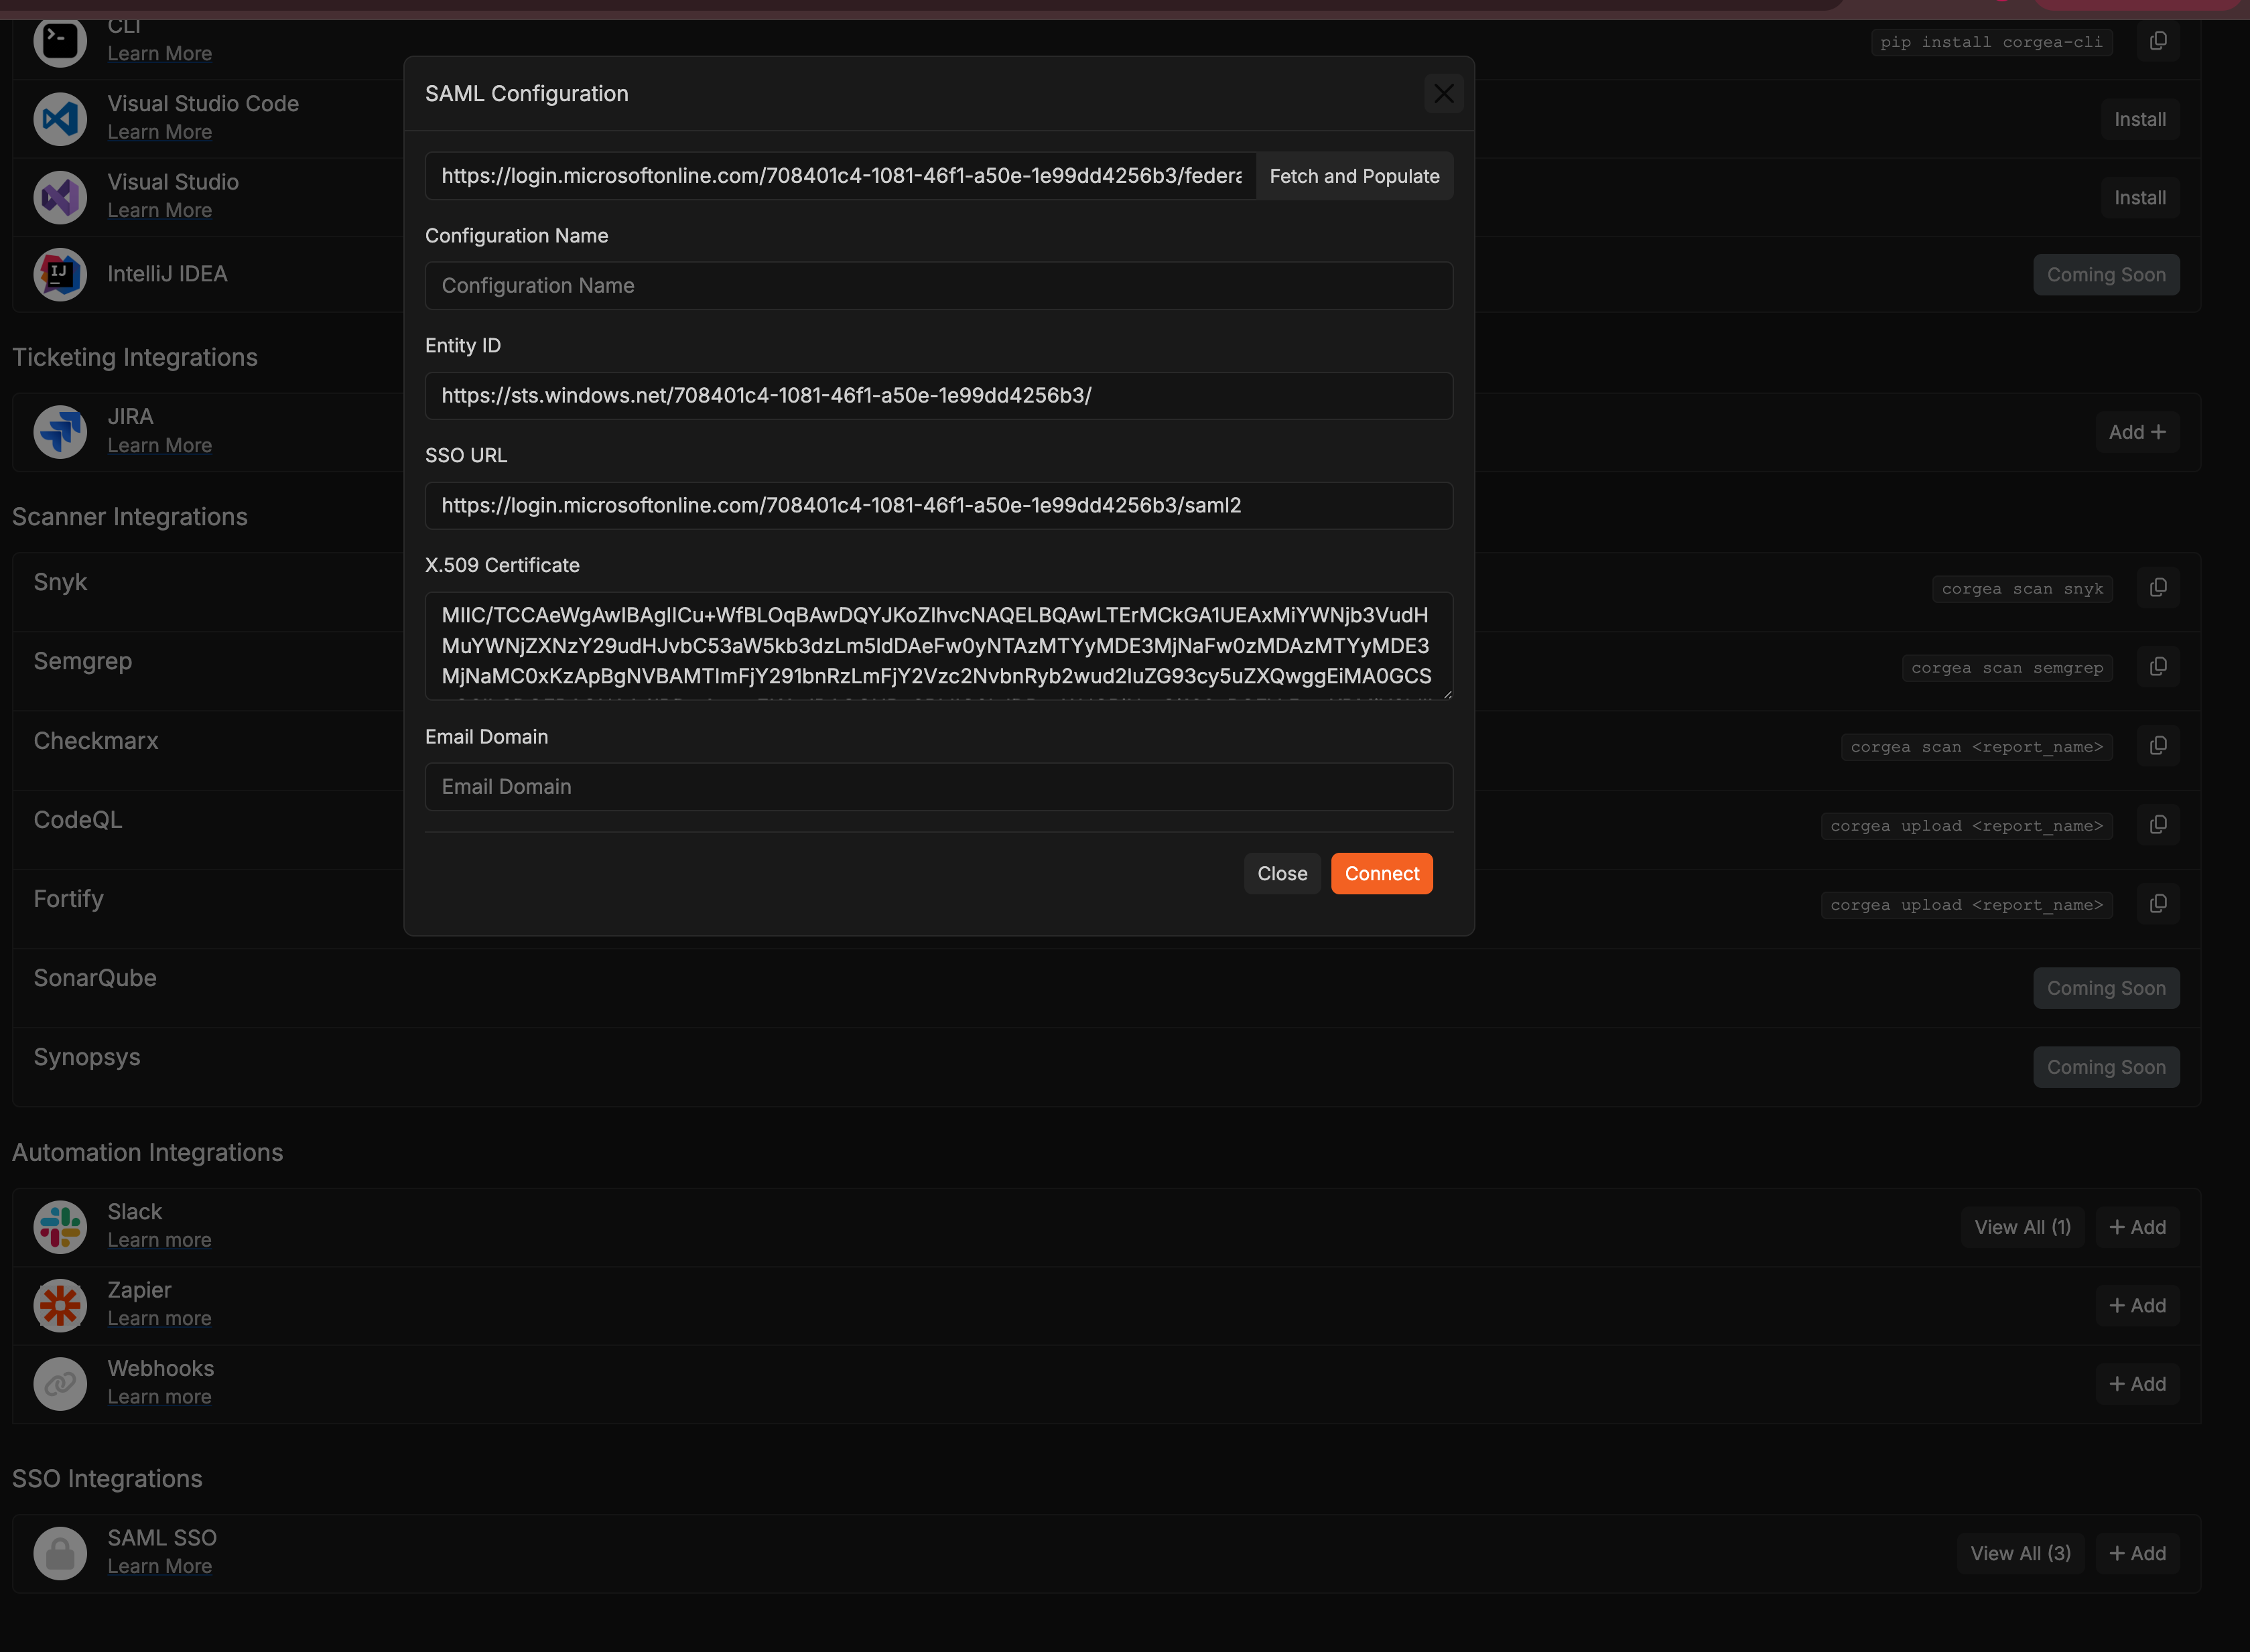 CLI
Learn More
pip install corgea-cli
Visual Studio Code
Learn More
Install
Visual Studio
Learn More
Install
IJ
IntelliJ IDEA
Coming Soon
Ticketing Integrations
JIRA
Learn More
Add +
Scanner Integrations
Snyk
corgea scan snyk
Semgrep
corgea scan semgrep
Checkmarx
corgea scan <report_name>
CodeQL
corgea upload <report_name>
Fortify
corgea upload <report_name>
SonarQube
Coming Soon
Synopsys
Coming Soon
Automation Integrations
Slack
Learn more
View All (1)
+ Add
Zapier
Learn more
+ Add
Webhooks
Learn more
+ Add
SSO Integrations
SAML SSO
Learn More
View All (3)
+ Add
SAML Configuration
https://login.microsoftonline.com/708401c4-1081-46f1-a50e-1e99dd4256b3/federa
Fetch and Populate
Configuration Name
Configuration Name
Entity ID
https://sts.windows.net/708401c4-1081-46f1-a50e-1e99dd4256b3/
SSO URL
https://login.microsoftonline.com/708401c4-1081-46f1-a50e-1e99dd4256b3/saml2
X.509 Certificate
MIIC/TCCAeWgAwIBAgIICu+WfBLOqBAwDQYJKoZIhvcNAQELBQAwLTErMCkGA1UEAxMiYWNjb3VudH
MuYWNjZXNzY29udHJvbC53aW5kb3dzLm5ldDAeFw0yNTAzMTYyMDE3MjNaFw0zMDAzMTYyMDE3
MjNaMC0xKzApBgNVBAMTImFjY291bnRzLmFjY2Vzc2NvbnRyb2wud2luZG93cy5uZXQwggEiMA0GCS
Email Domain
Email Domain
Close
Connect